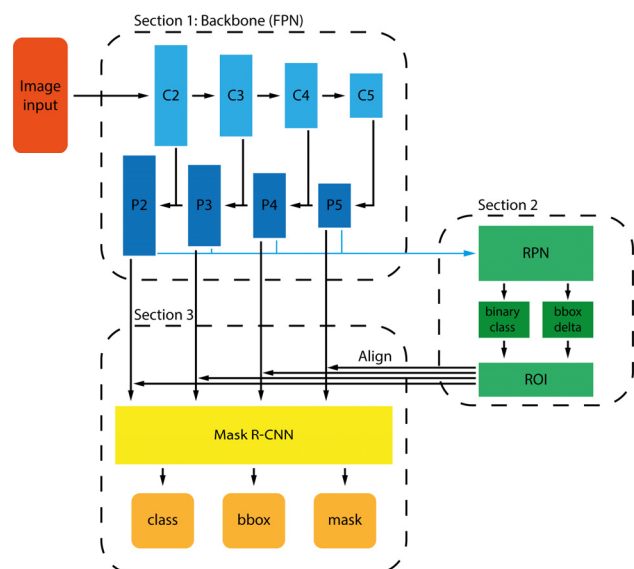 Section 1: Backbone (FPN)
Image
input
C2
C3
C4
C5
P2
P3
P4
P5
Section 2
RPN
binary
class
bbox
delta
ROI
Section 3
Align
Mask R-CNN
class
bbox
mask